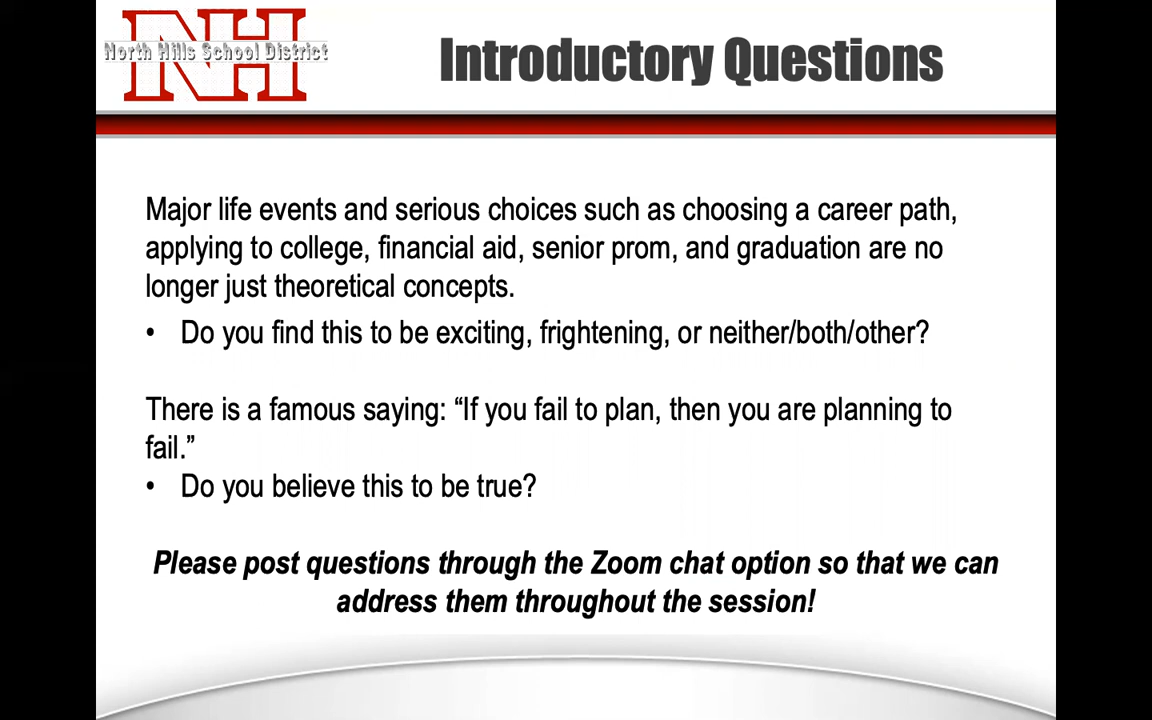 North Hills School District
Introductory Questions
Major life events and serious choices such as choosing a career path,
applying to college, financial aid, senior prom, and graduation are no
longer just theoretical concepts.
• Do you find this to be exciting, frightening, or neither/both/other?
There is a famous saying: “If you fail to plan, then you are planning to
fail.”
• Do you believe this to be true?
Please post questions through the Zoom chat option so that we can
address them throughout the session!